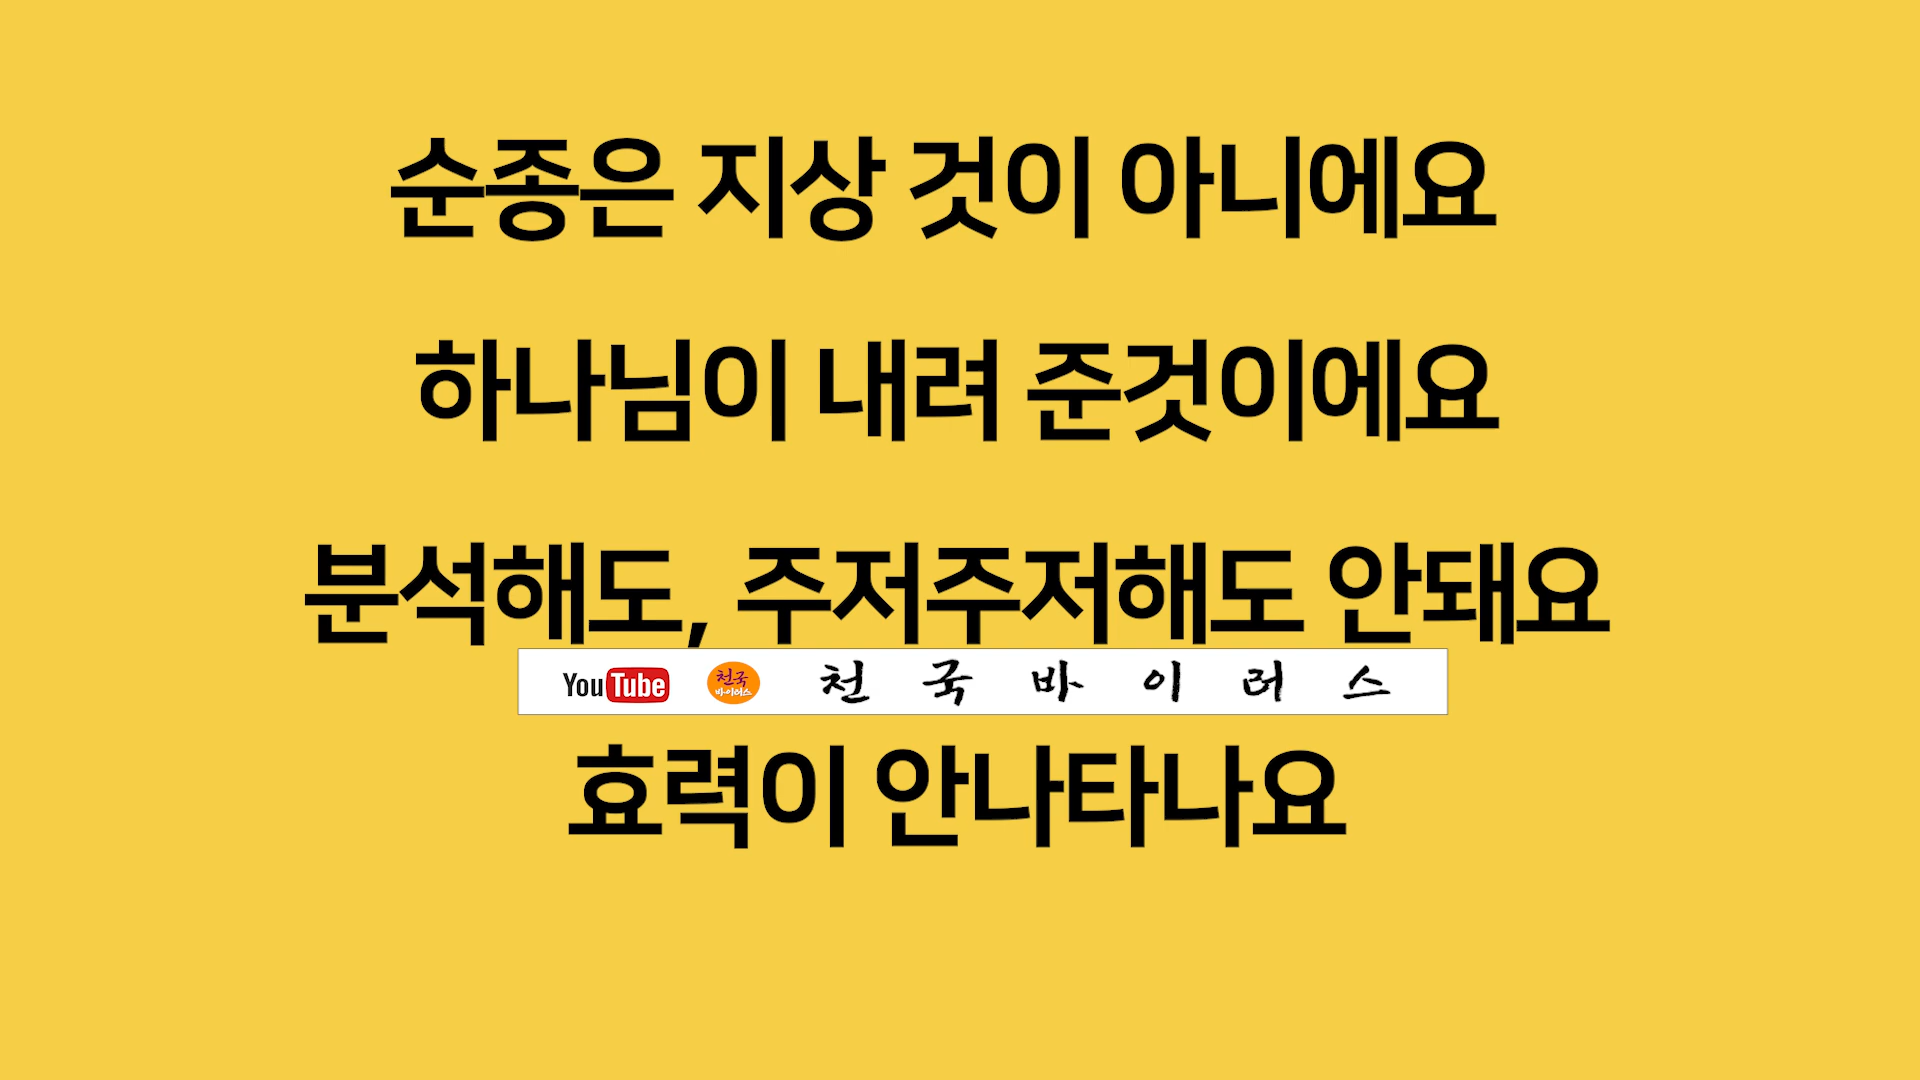 순종은 지상 것이 아니에요
하나님이 내려 준것이에요
분석해도, 주저주저해도 안돼요
YouTube 천국 바이러스 천국바이러스
효력이 안나타나요